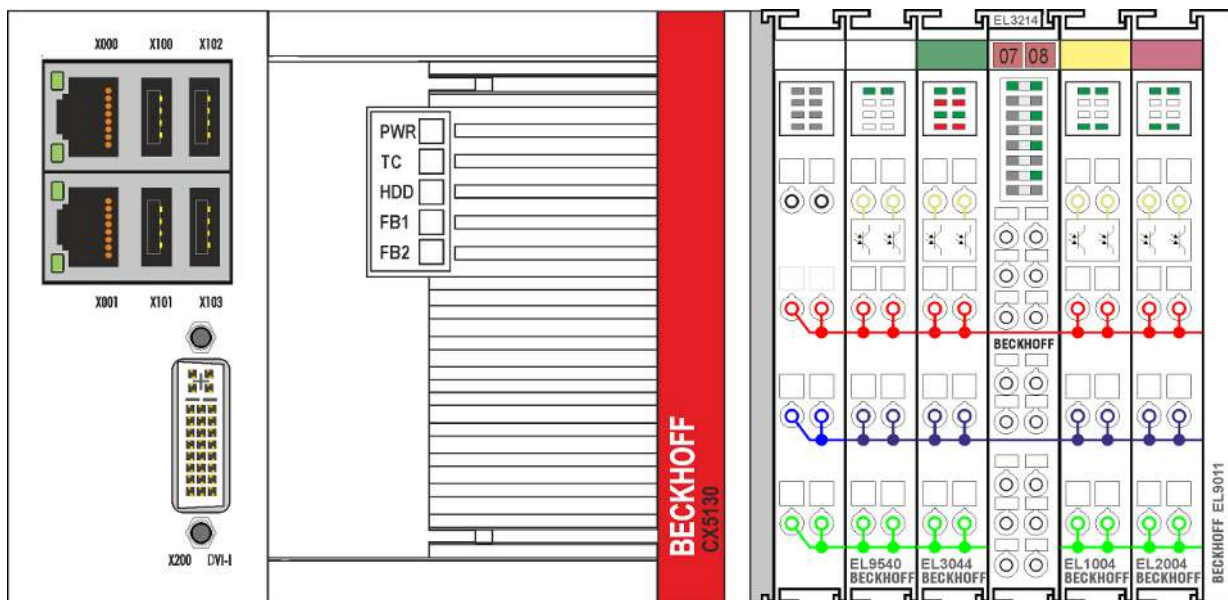 X000 X100 X102
X001 X101 X103
X200 DVI-I
PWR
TC
HDD
FB1
FB2
BECKHOFF
CX5130
EL9540
BECKHOFF
EL3044
BECKHOFF
EL3214
07 08
BECKHOFF
EL1004
BECKHOFF
EL2004
BECKHOFF
BECKHOFF EL9011